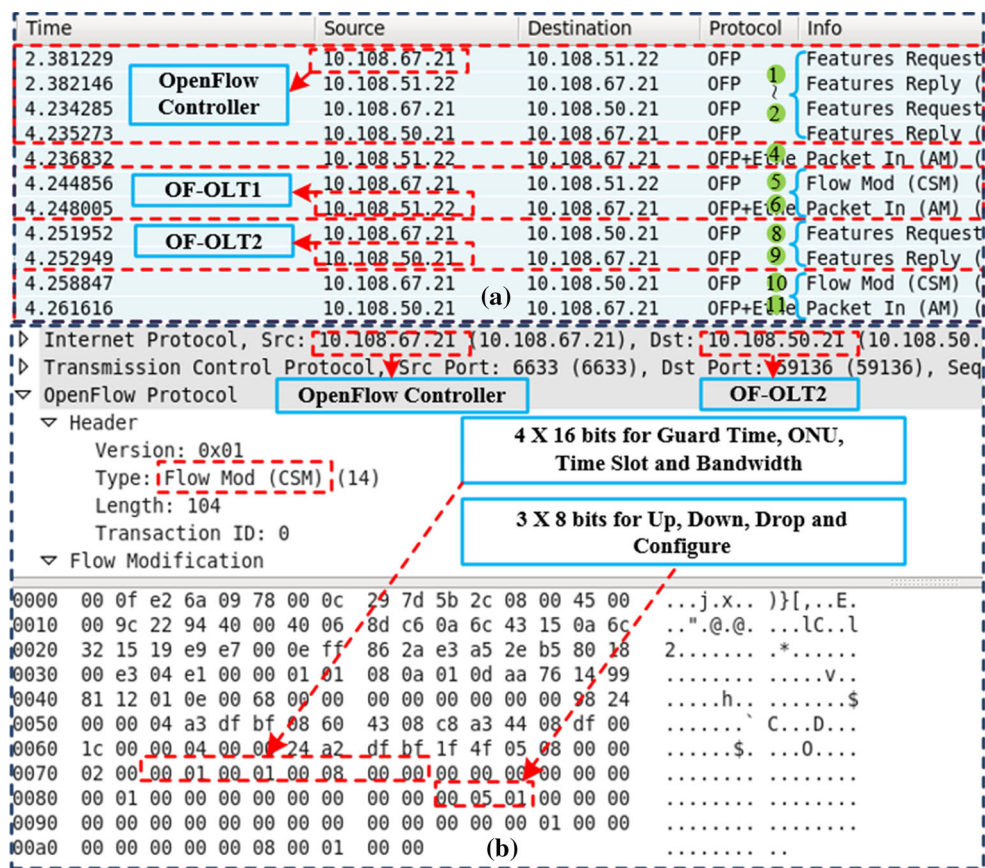 Time Source Destination Protocol Info
2.381229 10.108.67.21 10.108.51.22 OFP Features Request
2.382146 10.108.51.22 10.108.67.21 OFP 1 Features Reply (
4.234285 10.108.67.21 10.108.50.21 OFP ~ 2 Features Request
4.235273 10.108.50.21 10.108.67.21 OFP Features Reply (
4.236832 10.108.51.22 10.108.67.21 OFP+Ethe 4 Packet In (AM) (
4.244856 10.108.67.21 10.108.51.22 OFP 5 Flow Mod (CSM) (
4.248005 10.108.51.22 10.108.67.21 OFP+Ethe 6 Packet In (AM) (
4.251952 10.108.67.21 10.108.50.21 OFP 8 Features Request
4.252949 10.108.50.21 10.108.67.21 OFP 9 Features Reply (
4.258847 10.108.67.21 10.108.50.21 OFP 10 Flow Mod (CSM) (
4.261616 10.108.50.21 10.108.67.21 OFP+Ethe 11 Packet In (AM) (
OpenFlow
Controller
OF-OLT1
OF-OLT2
(a)
Internet Protocol, Src: 10.108.67.21 (10.108.67.21), Dst: 10.108.50.21 (10.108.50.
Transmission Control Protocol, Src Port: 6633 (6633), Dst Port: 59136 (59136), Seq
OpenFlow Protocol
OpenFlow Controller
OF-OLT2
Header
Version: 0x01
Type: Flow Mod (CSM) (14)
Length: 104
Transaction ID: 0
Flow Modification
4 X 16 bits for Guard Time, ONU,
Time Slot and Bandwidth
3 X 8 bits for Up, Down, Drop and
Configure
0000 00 0f e2 6a 09 78 00 0c 29 7d 5b 2c 08 00 45 00 ...j.x.. )}[,..E.
0010 00 9c 22 94 40 00 40 06 8d c6 0a 6c 43 15 0a 6c ..".@.@. ...lC..l
0020 32 15 19 e9 e7 00 0e ff 86 2a e3 a5 2e b5 80 18 2....... .*......
0030 00 e3 04 e1 00 00 01 01 08 0a 01 0d aa 76 14 99 ........ .....v..
0040 81 12 01 0e 00 68 00 00 00 00 00 00 00 00 98 24 .....h.. .......$
0050 00 00 04 a3 df bf 08 60 43 08 c8 a3 44 08 df 00 .......` C...D...
0060 1c 00 00 04 00 00 24 a2 df bf 1f 4f 05 08 00 00 ......$. ...O....
0070 02 00 00 01 00 01 00 08 00 00 00 00 00 00 00 00 ........ ........
0080 00 01 00 00 00 00 00 00 00 00 00 05 01 00 00 00 ........ ........
0090 00 00 00 00 00 00 00 00 00 00 00 00 00 01 00 00 ........ ........
00a0 00 00 00 00 00 08 00 01 00 00 ........ ..
(b)